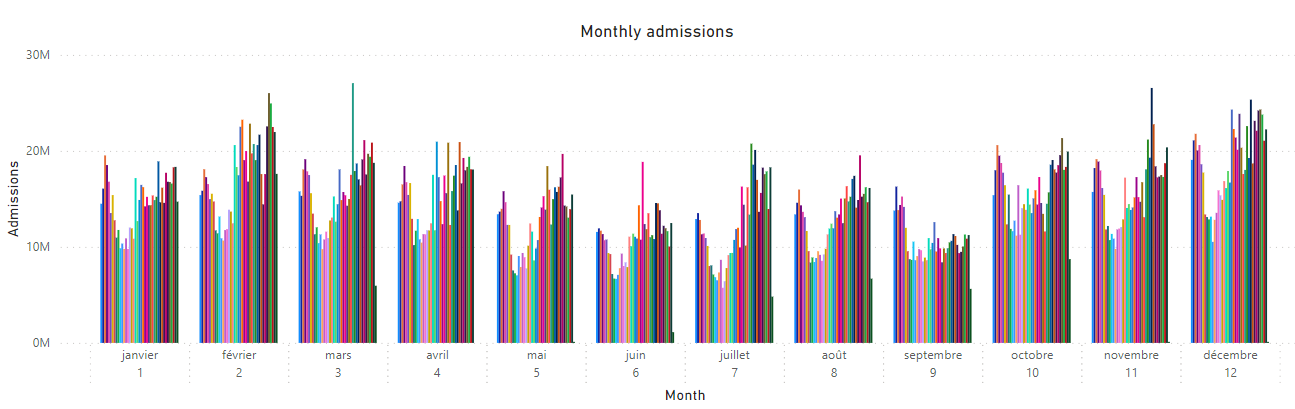 Monthly admissions
30M
20M
10M
0M
Admissions
janvier février mars avril mai juin juillet août septembre octobre novembre décembre
1 2 3 4 5 6 7 8 9 10 11 12
Month